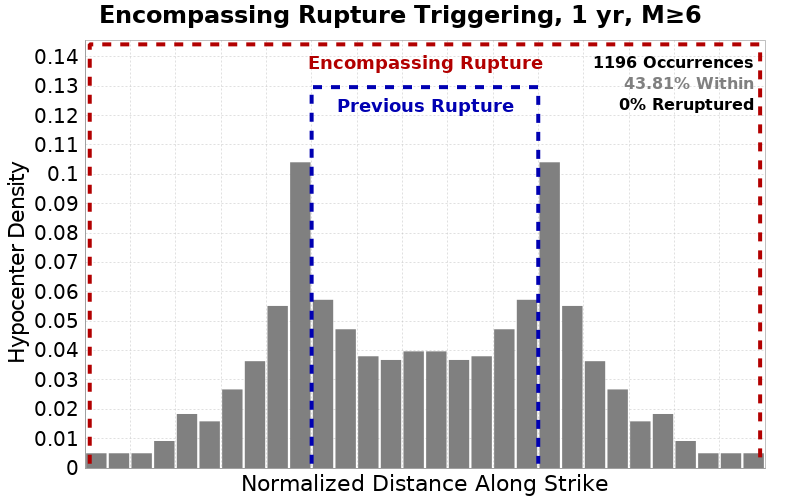 Encompassing Rupture Triggering, 1 yr, M≥6
Encompassing Rupture
1196 Occurrences
43.81% Within
0% Reruptured
Previous Rupture
Hypocenter Density
0.14
0.13
0.12
0.11
0.1
0.09
0.08
0.07
0.06
0.05
0.04
0.03
0.02
0.01
0
Normalized Distance Along Strike